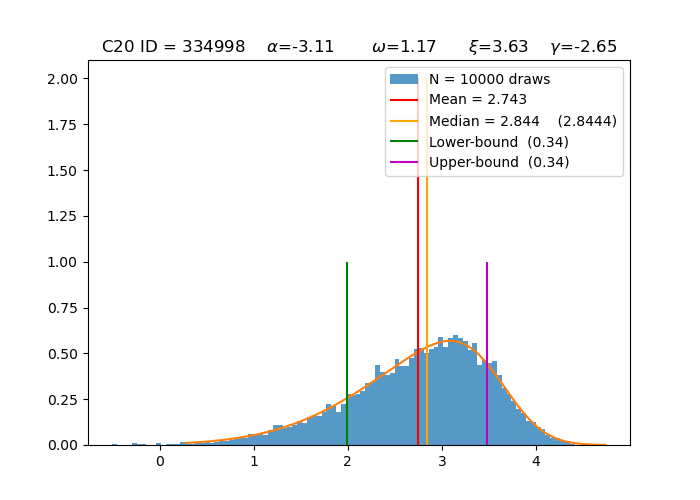 C20 ID = 334998 α=-3.11 ω=1.17 ξ=3.63 γ=-2.65
N = 10000 draws
Mean = 2.743
Median = 2.844 (2.8444)
Lower-bound (0.34)
Upper-bound (0.34)
2.00
1.75
1.50
1.25
1.00
0.75
0.50
0.25
0.00
0 1 2 3 4